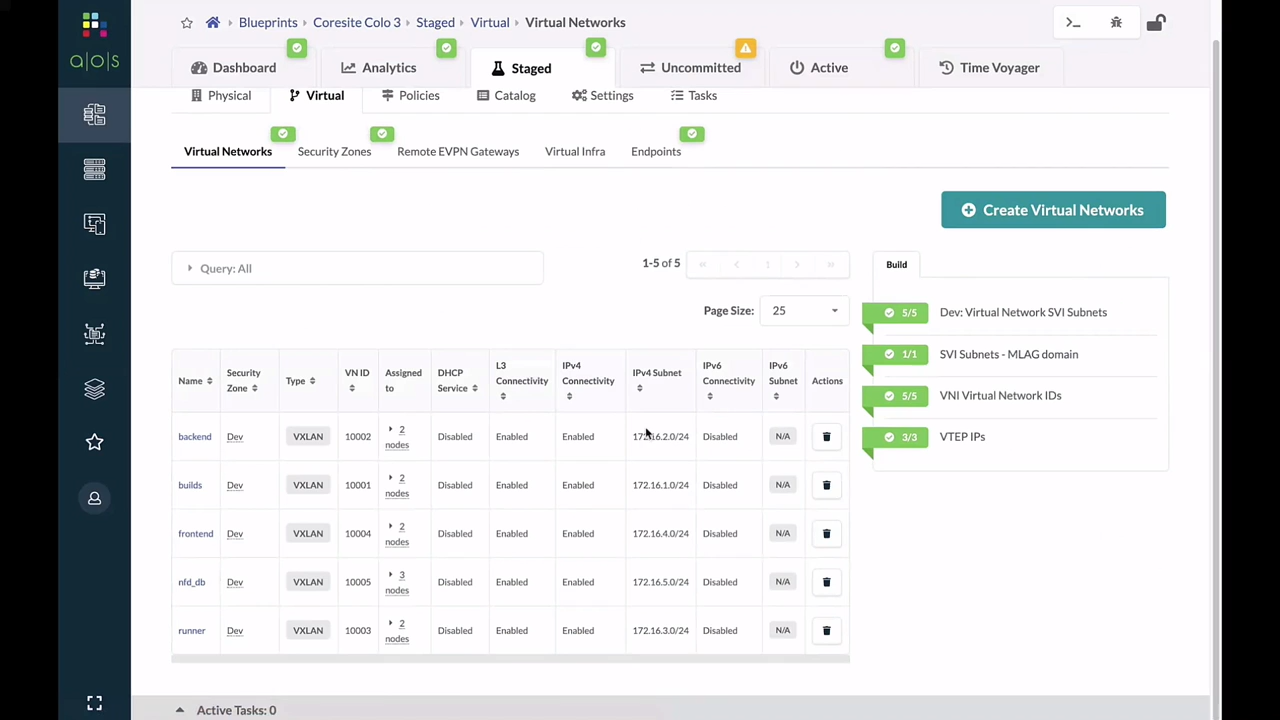 Blueprints Coresite Colo 3 Staged Virtual Virtual Networks
a|o|s
Dashboard Analytics Staged Uncommitted Active Time Voyager
Physical Virtual Policies Catalog Settings Tasks
Virtual Networks Security Zones Remote EVPN Gateways Virtual Infra Endpoints
Create Virtual Networks
Query: All
1-5 of 5
1
Page Size: 25
Build
5/5 Dev: Virtual Network SVI Subnets
1/1 SVI Subnets - MLAG domain
5/5 VNI Virtual Network IDs
3/3 VTEP IPs
Name Security Zone Type VN ID Assigned to DHCP Service L3 Connectivity IPv4 Connectivity IPv4 Subnet IPv6 Connectivity IPv6 Subnet Actions
backend Dev VXLAN 10002 2 nodes Disabled Enabled Enabled 172.16.2.0/24 Disabled N/A
builds Dev VXLAN 10001 2 nodes Disabled Enabled Enabled 172.16.1.0/24 Disabled N/A
frontend Dev VXLAN 10004 2 nodes Disabled Enabled Enabled 172.16.4.0/24 Disabled N/A
nfd_db Dev VXLAN 10005 3 nodes Disabled Enabled Enabled 172.16.5.0/24 Disabled N/A
runner Dev VXLAN 10003 2 nodes Disabled Enabled Enabled 172.16.3.0/24 Disabled N/A
Active Tasks: 0